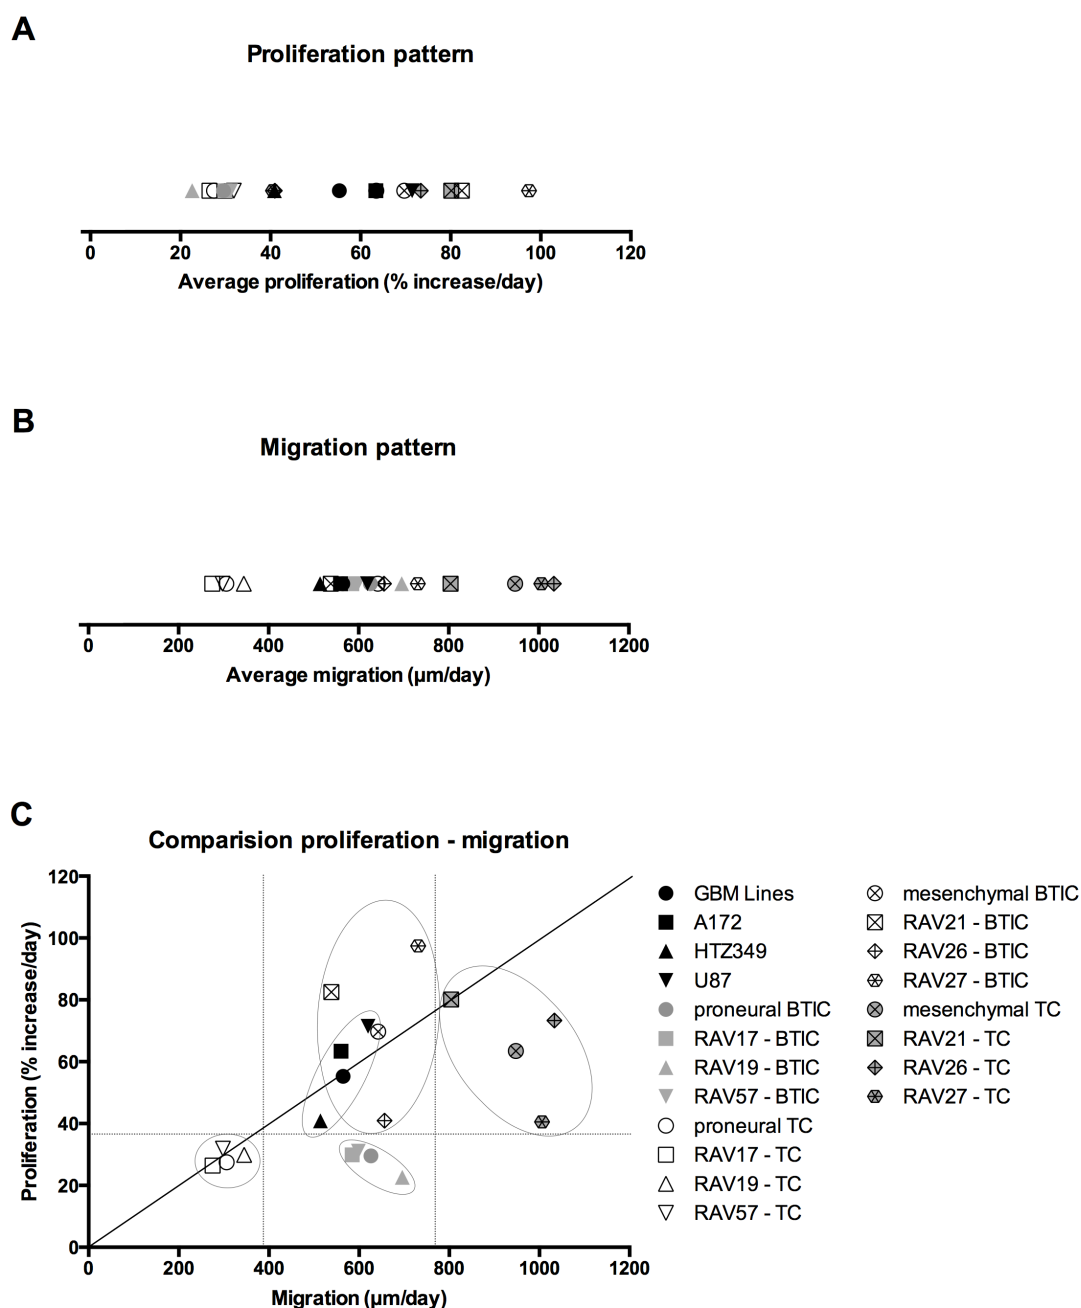 A
Proliferation pattern
0 20 40 60 80 100 120
Average proliferation (% increase/day)
B
Migration pattern
0 200 400 600 800 1000 1200
Average migration (µm/day)
C
Comparision proliferation - migration
Proliferation (% increase/day)
120
100
80
60
40
20
0
0 200 400 600 800 1000 1200
Migration (µm/day)
GBM Lines
A172
HTZ349
U87
proneural BTIC
RAV17 - BTIC
RAV19 - BTIC
RAV57 - BTIC
proneural TC
RAV17 - TC
RAV19 - TC
RAV57 - TC
mesenchymal BTIC
RAV21 - BTIC
RAV26 - BTIC
RAV27 - BTIC
mesenchymal TC
RAV21 - TC
RAV26 - TC
RAV27 - TC